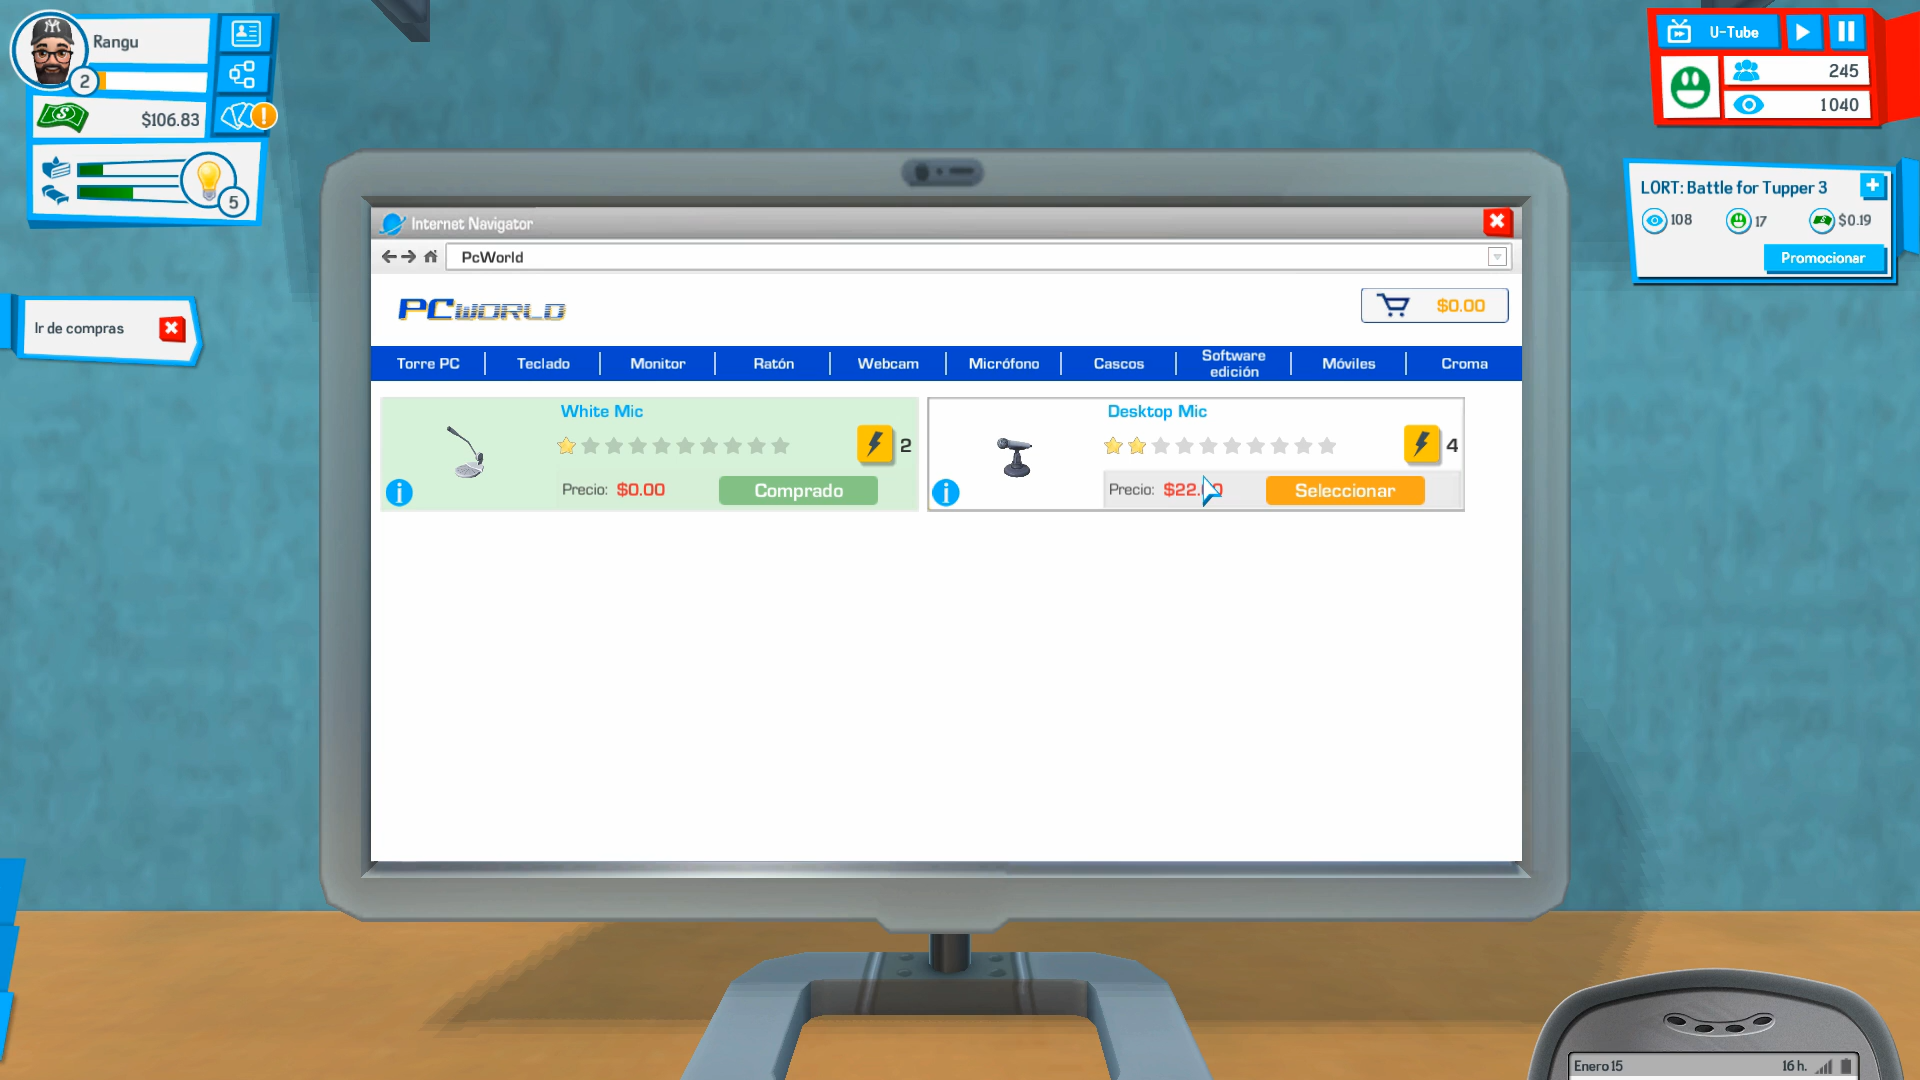 Rangu
2
$106.83
!
5
U-Tube
245
1040
LORT: Battle for Tupper 3
108
17
$0.19
Promocionar
Ir de compras
Internet Navigator
PcWorld
PCWORLD
$0.00
Torre PC
Teclado
Monitor
Ratón
Webcam
Micrófono
Cascos
Software
edición
Móviles
Croma
White Mic
2
Precio: $0.00
Comprado
Desktop Mic
4
Precio:
Seleccionar
Enero 15
16 h.